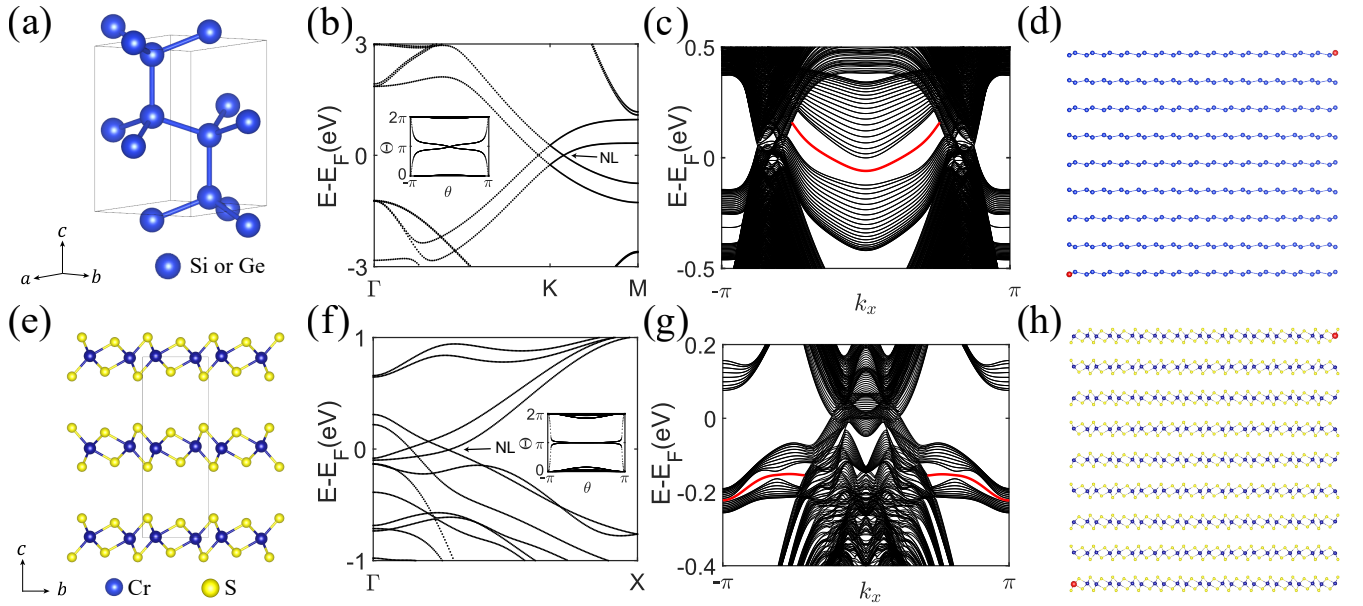 (a)
c
a
b
Si or Ge
(b)
E-E_F(eV)
3
0
-3
Γ
K
M
NL
2π
π
0
Θ
-π
θ
π
(c)
E-E_F(eV)
0.5
0
-0.5
-π
k_x
π
(d)
(e)
c
b
Cr
S
(f)
E-E_F(eV)
1
0
-1
Γ
X
NL
2π
π
0
Θ
-π
θ
π
(g)
E-E_F(eV)
0.2
0
-0.2
-0.4
-π
k_x
π
(h)